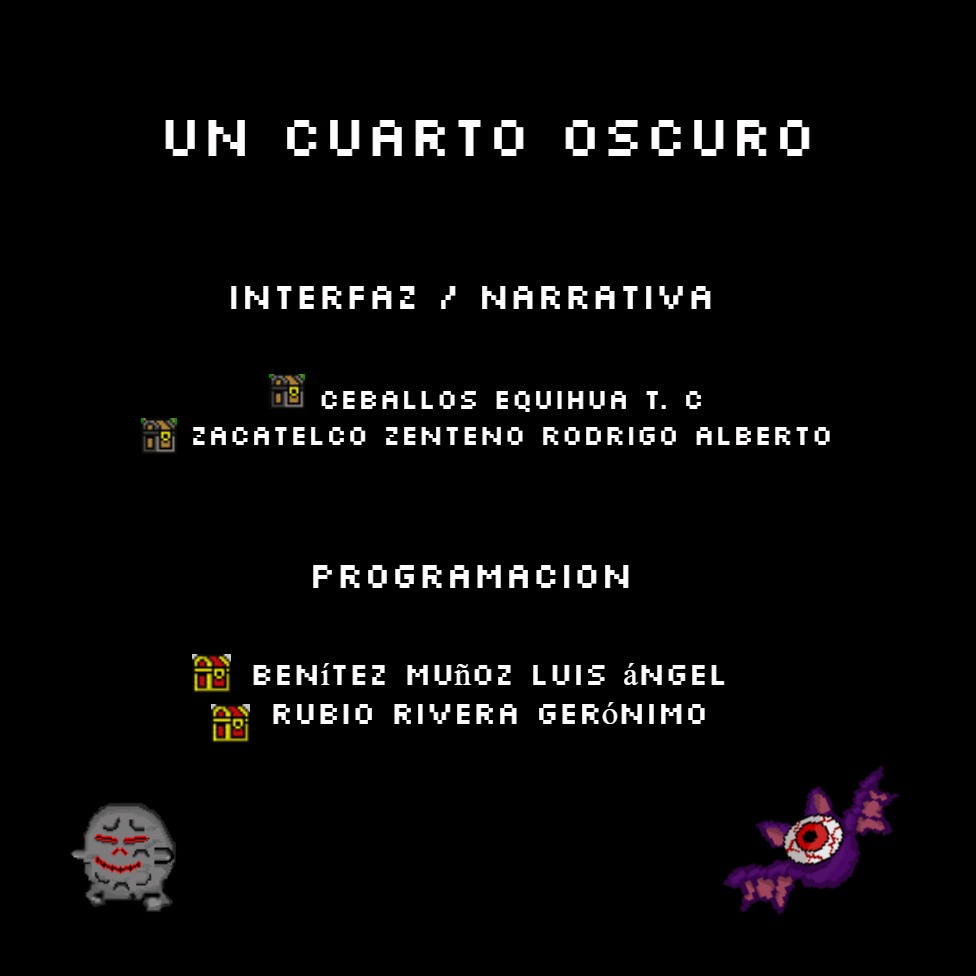 UN CUARTO OSCURO
INTERFAZ / NARRATIVA
CEBALLOS EQUIHUA T. C
ZACATELCO ZENTENO RODRIGO ALBERTO
PROGRAMACION
BENíTEZ MUñOZ LUIS áNGEL
RUBIO RIVERA GERóNIMO